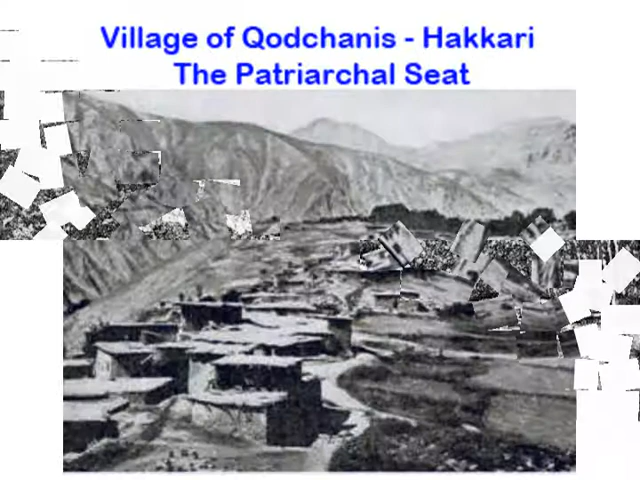 Village of Qodchanis - Hakkari
The Patriarchal Seat